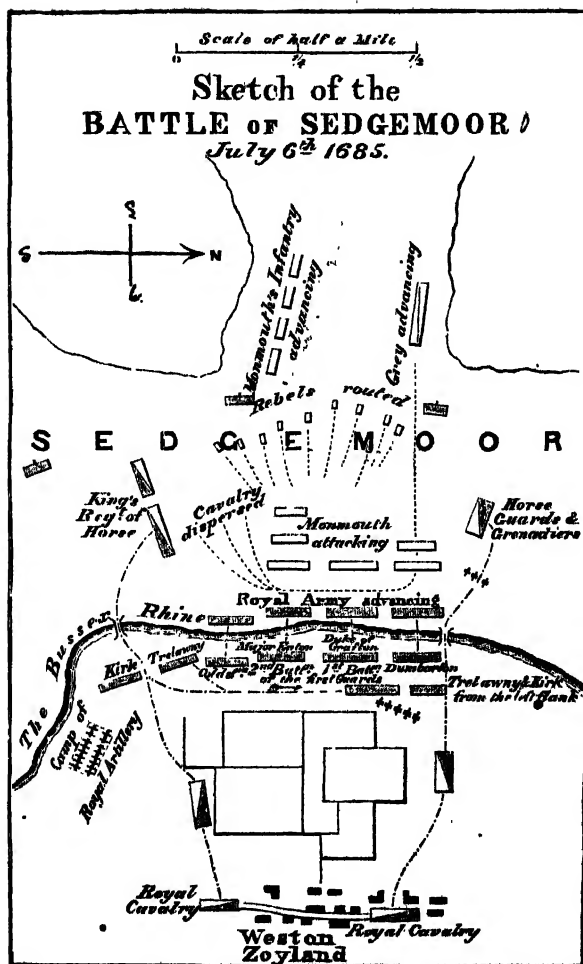 Scale of half a Mile
0 1/4 1/2
Sketch of the
BATTLE OF SEDGEMOOR
July 6th 1685.
S
S N
Monmouth's Infantry
advancing
Grey advancing
Rebels routed
SEDGEMOOR
King's
Regt. of
Horse
Cavalry
dispersed
Monmouth
attacking
Horse
Guards &
Grenadiers
Royal Army advancing
The Bussex Rhine
Kirk
Trelawny
Major Eaton
2nd Battn
Duke of
Grafton
1st Battn
of the first Guards
Dumbarton
Trelawny & Kirk
from the left flank
Camp of
Royal Artillery
Royal
Cavalry
Royal Cavalry
Weston
Zoyland